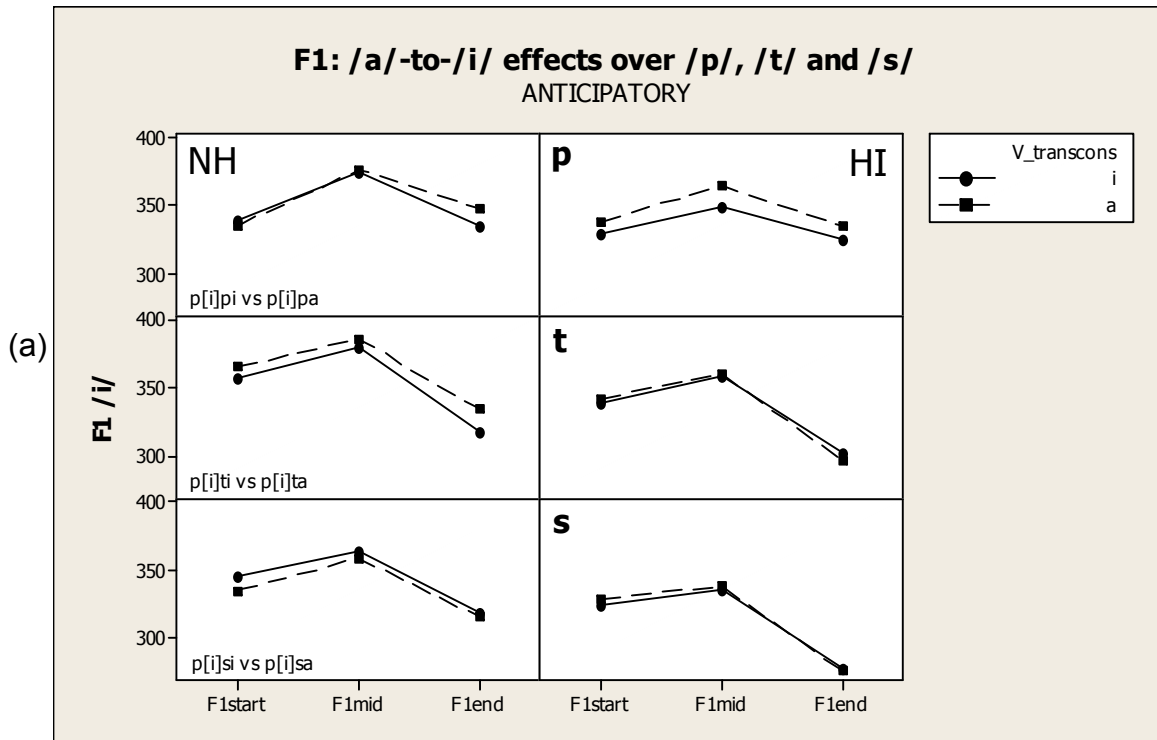 F1: /a/-to-/i/ effects over /p/, /t/ and /s/
ANTICIPATORY
(a)
F1 /i/
400
350
300
NH
p[i]pi vs p[i]pa
p
HI
V_transcons
i
a
400
350
300
p[i]ti vs p[i]ta
t
400
350
300
p[i]si vs p[i]sa
s
F1start
F1mid
F1end
F1start
F1mid
F1end